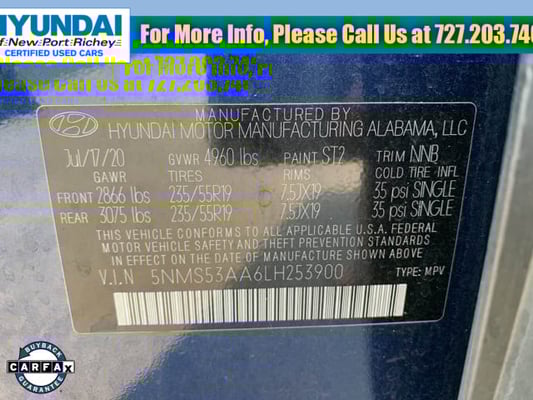 HYUNDAI
of New Port Richey
CERTIFIED USED CARS
For More Info, Please Call Us at 727.203.740
MANUFACTURED BY
HYUNDAI MOTOR MANUFACTURING ALABAMA, LLC
Jul/17/20 GVWR 4960 lbs PAINT ST2 TRIM NNB
GAWR TIRES RIMS COLD TIRE INFL
FRONT 2866 lbs 235/55R19 7.5JX19 35 psi SINGLE
REAR 3075 lbs 235/55R19 7.5JX19 35 psi SINGLE
THIS VEHICLE CONFORMS TO ALL APPLICABLE U.S.A. FEDERAL
MOTOR VEHICLE SAFETY AND THEFT PREVENTION STANDARDS
IN EFFECT ON THE DATE OF MANUFACTURE SHOWN ABOVE.
V.I.N 5NMS53AA6LH253900 TYPE: MPV
BUYBACK
CARFAX
GUARANTEE